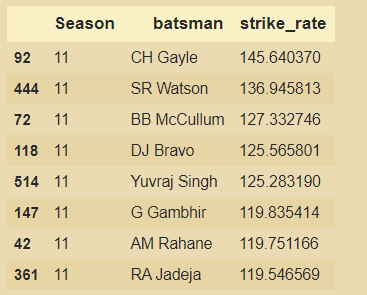 Season batsman strike_rate
92 11 CH Gayle 145.640370
444 11 SR Watson 136.945813
72 11 BB McCullum 127.332746
118 11 DJ Bravo 125.565801
514 11 Yuvraj Singh 125.283190
147 11 G Gambhir 119.835414
42 11 AM Rahane 119.751166
361 11 RA Jadeja 119.546569